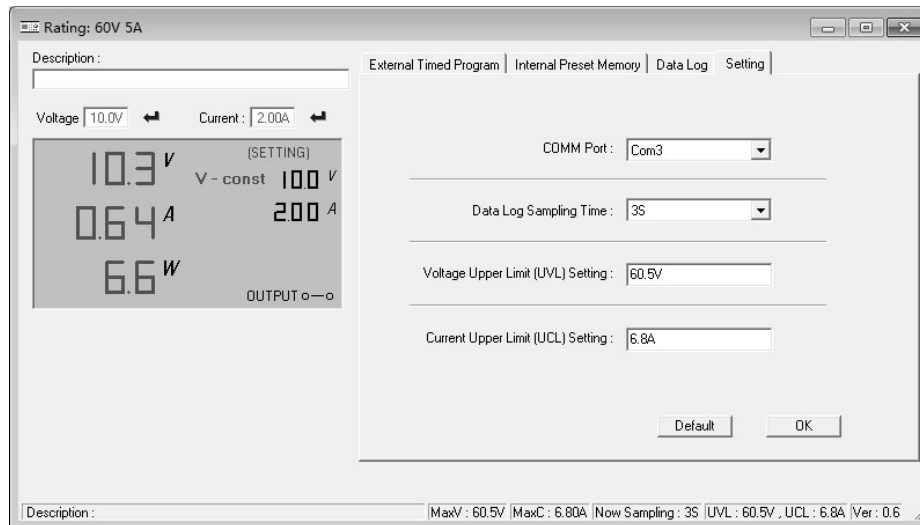 Rating: 60V 5A
Description :
Voltage 10.0V Current : 2.00A
10.3 V
0.64 A
6.6 W
(SETTING)
V - const 10.0 V
2.00 A
OUTPUT
External Timed Program Internal Preset Memory Data Log Setting
COMM Port : Com3
Data Log Sampling Time : 3S
Voltage Upper Limit (UVL) Setting : 60.5V
Current Upper Limit (UCL) Setting : 6.8A
Default OK
Description : MaxV : 60.5V MaxC : 6.80A Now Sampling : 3S UVL : 60.5V , UCL : 6.8A Ver : 0.6